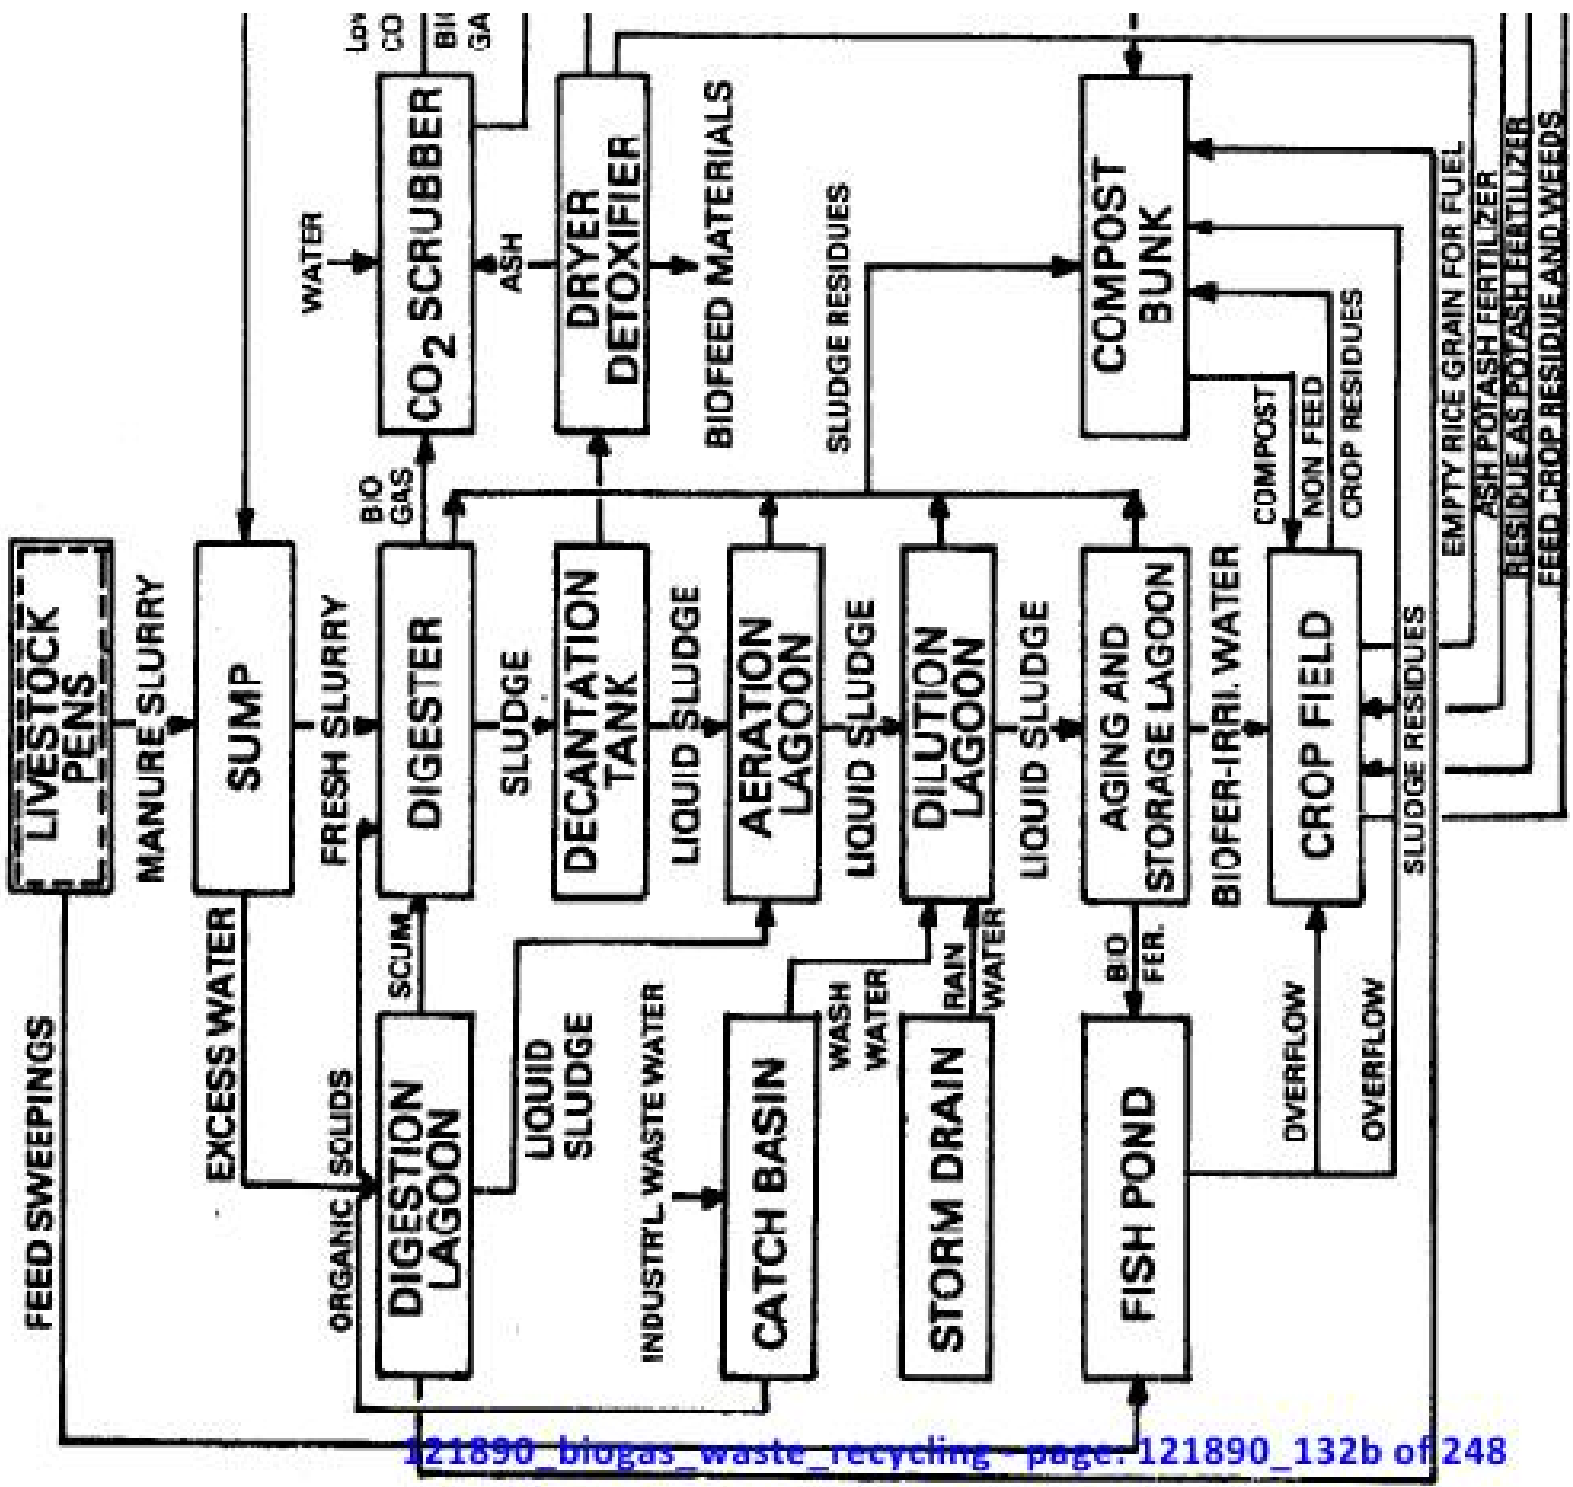 LIVESTOCK
PENS
FEED SWEEPINGS
MANURE SLURRY
SUMP
EXCESS WATER
FRESH SLURRY
WATER
CO
CO2 SCRUBBER
BIO
GAS
DIGESTER
SCUM
ORGANIC SOLIDS
DIGESTION
LAGOON
ASH
SLUDGE
LIQUID
SLUDGE
DRYER
DETOXIFIER
DECANTATION
TANK
BIOFEED MATERIALS
LIQUID SLUDGE
INDUSTR'L. WASTE WATER
AERATION
LAGOON
CATCH BASIN
SLUDGE RESIDUES
LIQUID SLUDGE
WASH
WATER
DILUTION
LAGOON
STORM DRAIN
RAIN
WATER
LIQUID SLUDGE
COMPOST
BUNK
AGING AND
STORAGE LAGOON
BIO
FER.
FISH POND
BIOFER-IRRI. WATER
COMPOST
NON FEED
CROP RESIDUES
CROP FIELD
OVERFLOW
OVERFLOW
SLUDGE RESIDUES
EMPTY RICE GRAIN FOR FUEL
ASH POTASH FERTILIZER
RESIDUE AS POTASH FERTILIZER
FEED CROP RESIDUE AND WEEDS
121890_biogas_waste_recycling - page: 121890_132b of 248